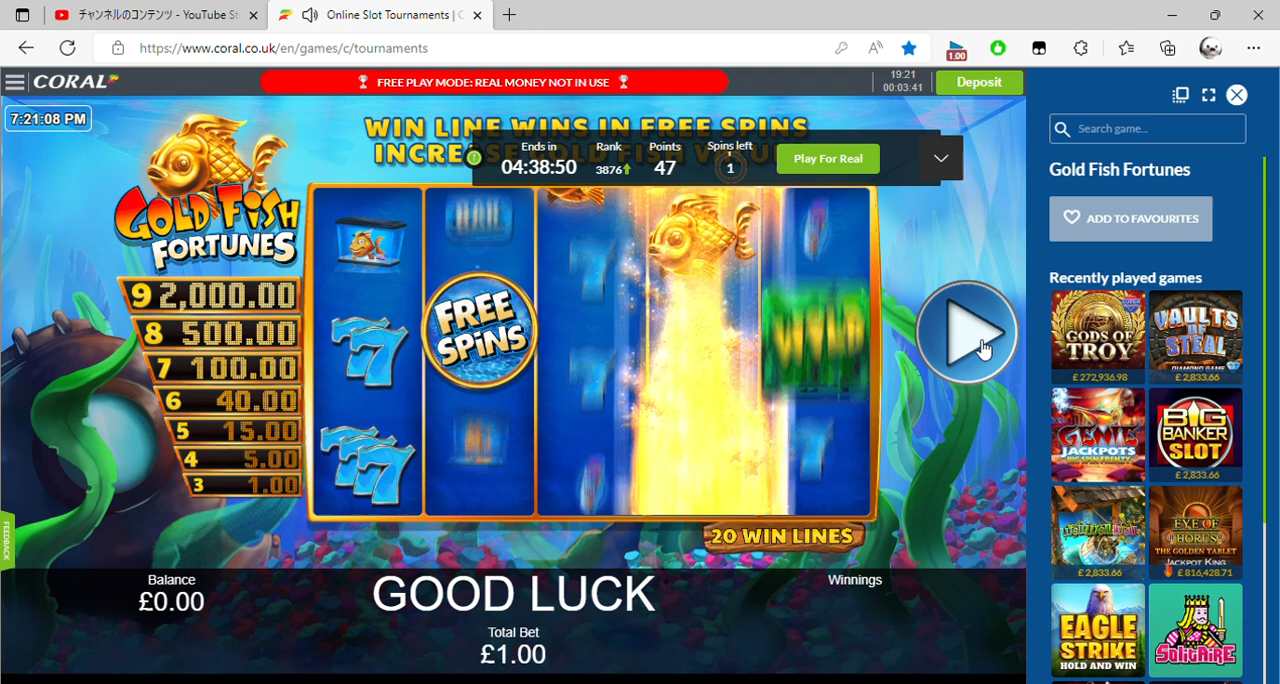 チャンネルのコンテンツ - YouTube St
Online Slot Tournaments | C
https://www.coral.co.uk/en/games/c/tournaments
1.00
CORAL
FREE PLAY MODE: REAL MONEY NOT IN USE
19:21
00:03:41
Deposit
7:21:08 PM
WIN LINE WINS IN FREE SPINS
Ends in
04:38:50
Rank
3876
Points
47
Spins left
1
Play For Real
GOLD FISH
FORTUNES
9 2,000.00
8 500.00
7 100.00
6 40.00
5 15.00
4 5.00
3 1.00
FREE
SPINS
WILD
20 WIN LINES
FEEDBACK
Balance
£0.00
GOOD LUCK
Total Bet
£1.00
Winnings
Search game...
Gold Fish Fortunes
ADD TO FAVOURITES
Recently played games
GODS OF
TROY
£ 272,936.98
VAULTS
OF
STEAL
DIAMOND GAME
£ 2,833.66
GENIE
JACKPOTS
BIG SPIN FRENZY
BIG
BANKER
SLOT
£ 2,833.66
£ 2,833.66
EYE OF
HORUS
THE GOLDEN TABLET
JACKPOT KING
£ 816,428.71
EAGLE
STRIKE
HOLD AND WIN
SOLITAIRE